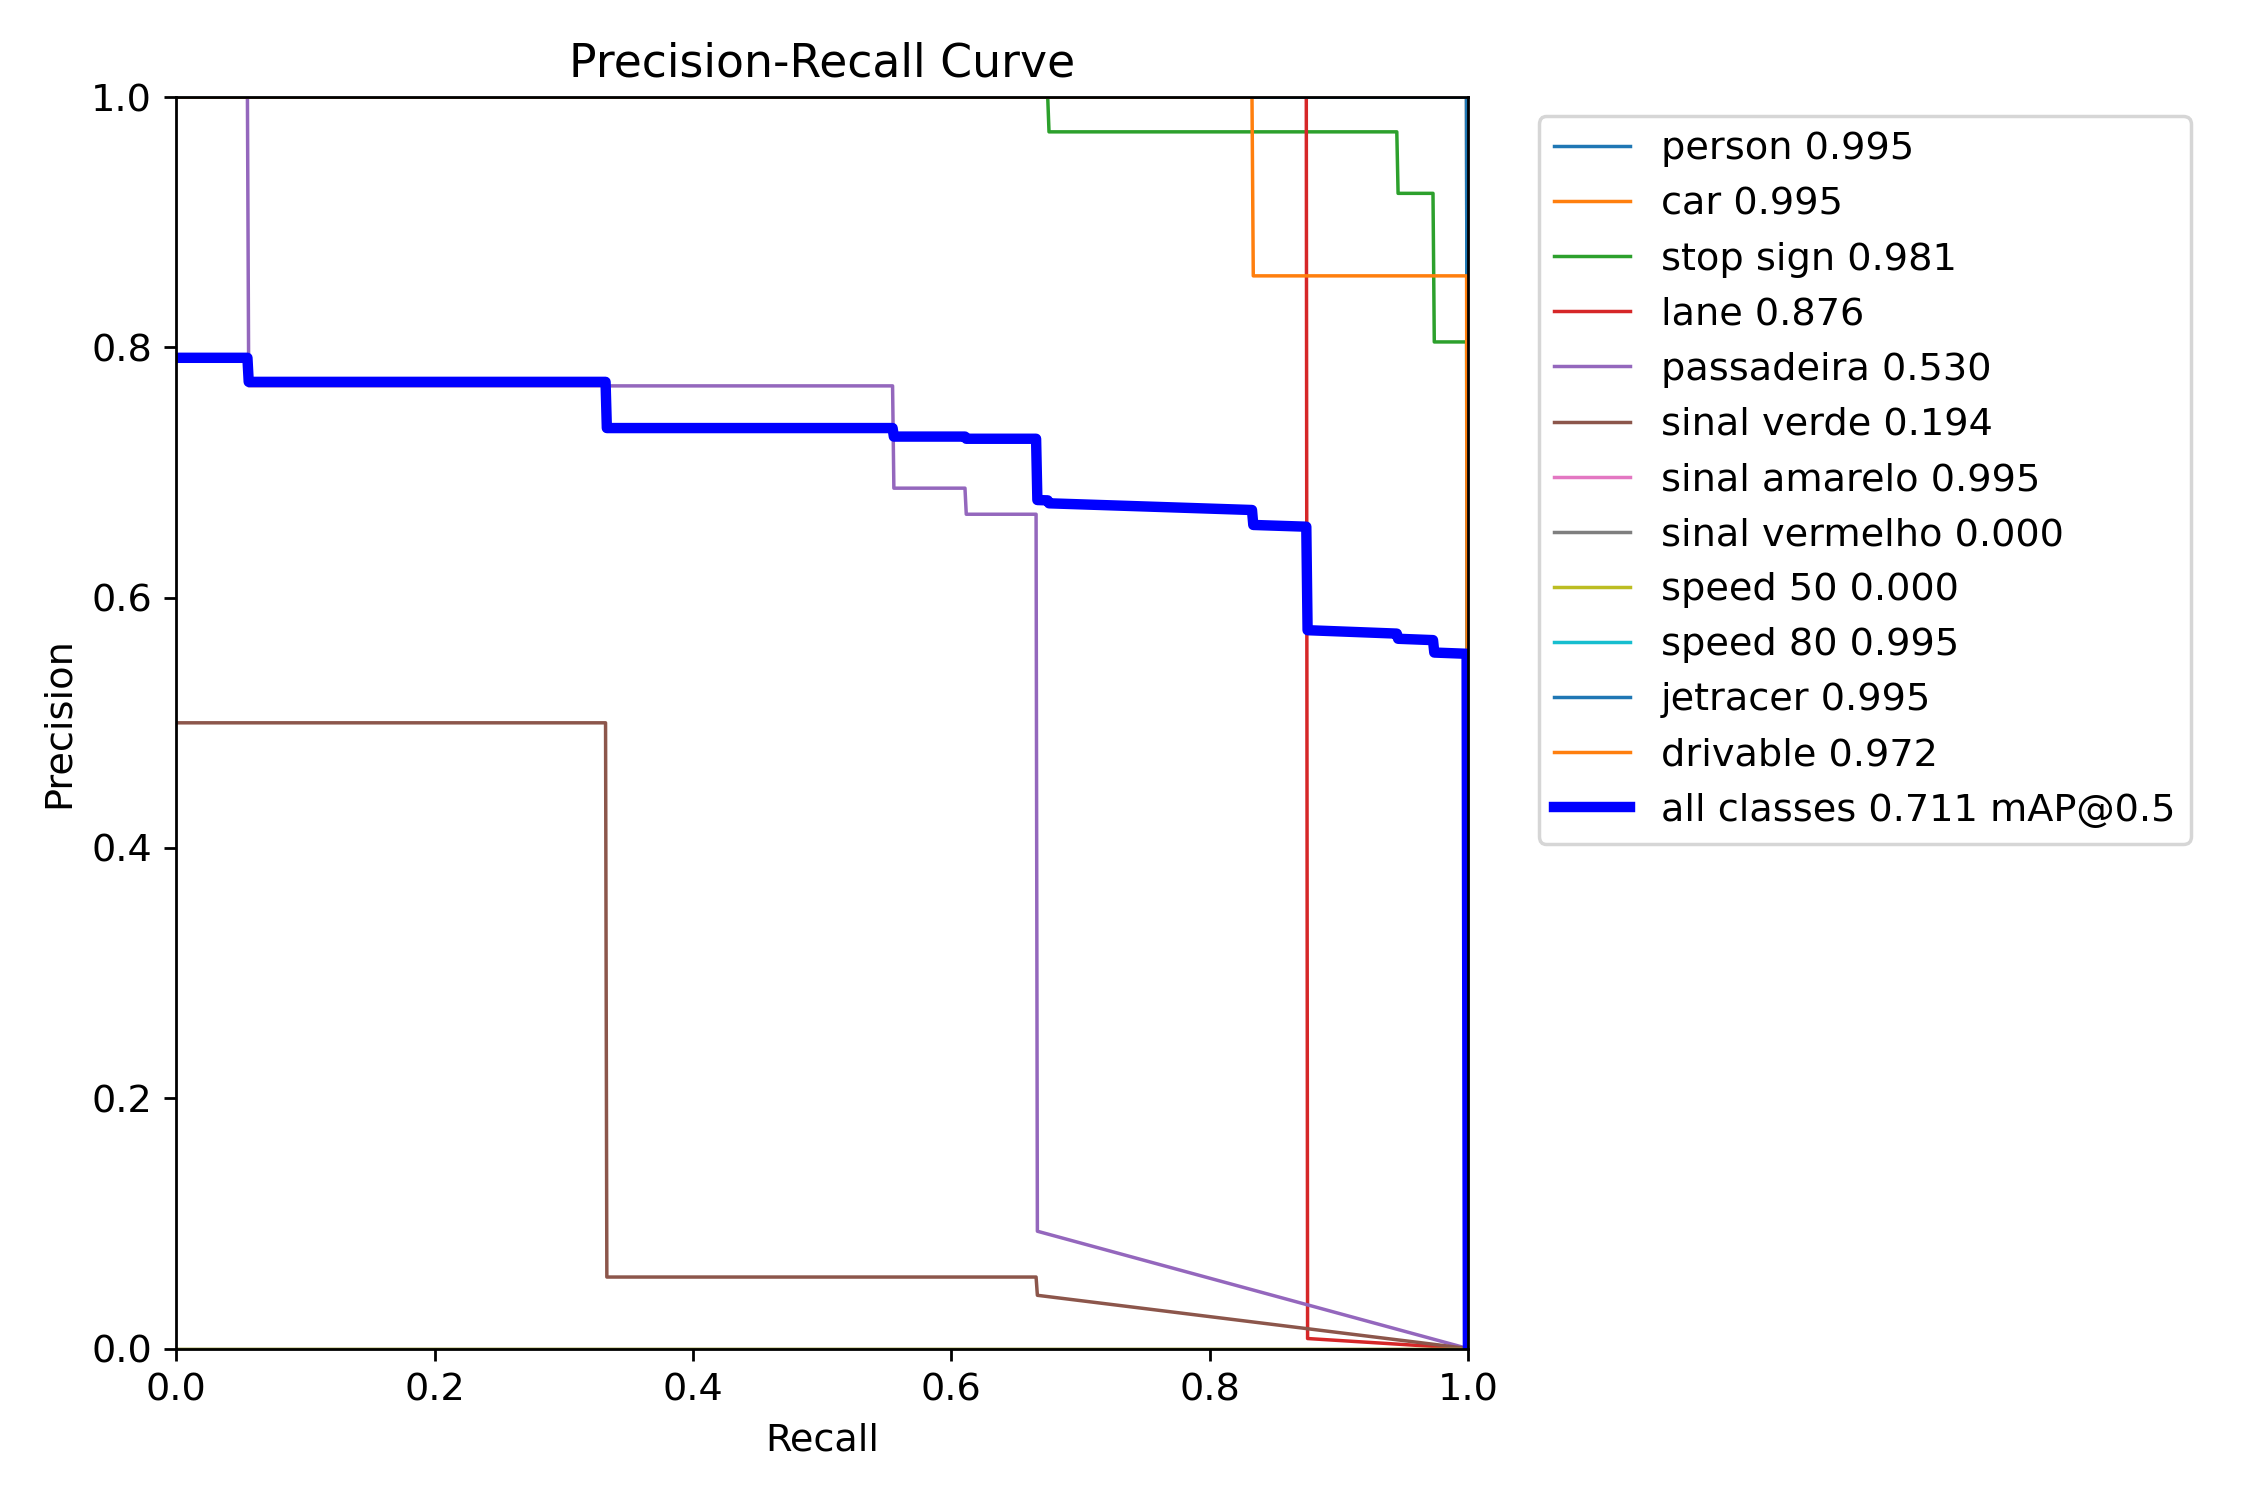 Precision-Recall Curve
1.0
0.8
0.6
0.4
0.2
0.0
Precision
0.0 0.2 0.4 0.6 0.8 1.0
Recall
person 0.995
car 0.995
stop sign 0.981
lane 0.876
passadeira 0.530
sinal verde 0.194
sinal amarelo 0.995
sinal vermelho 0.000
speed 50 0.000
speed 80 0.995
jetracer 0.995
drivable 0.972
all classes 0.711 mAP@0.5